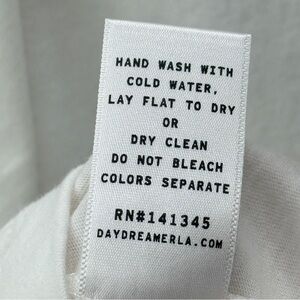 HAND WASH WITH
COLD WATER,
LAY FLAT TO DRY
OR
DRY CLEAN
DO NOT BLEACH
COLORS SEPARATE
RN#141345
DAYDREAMERLA.COM